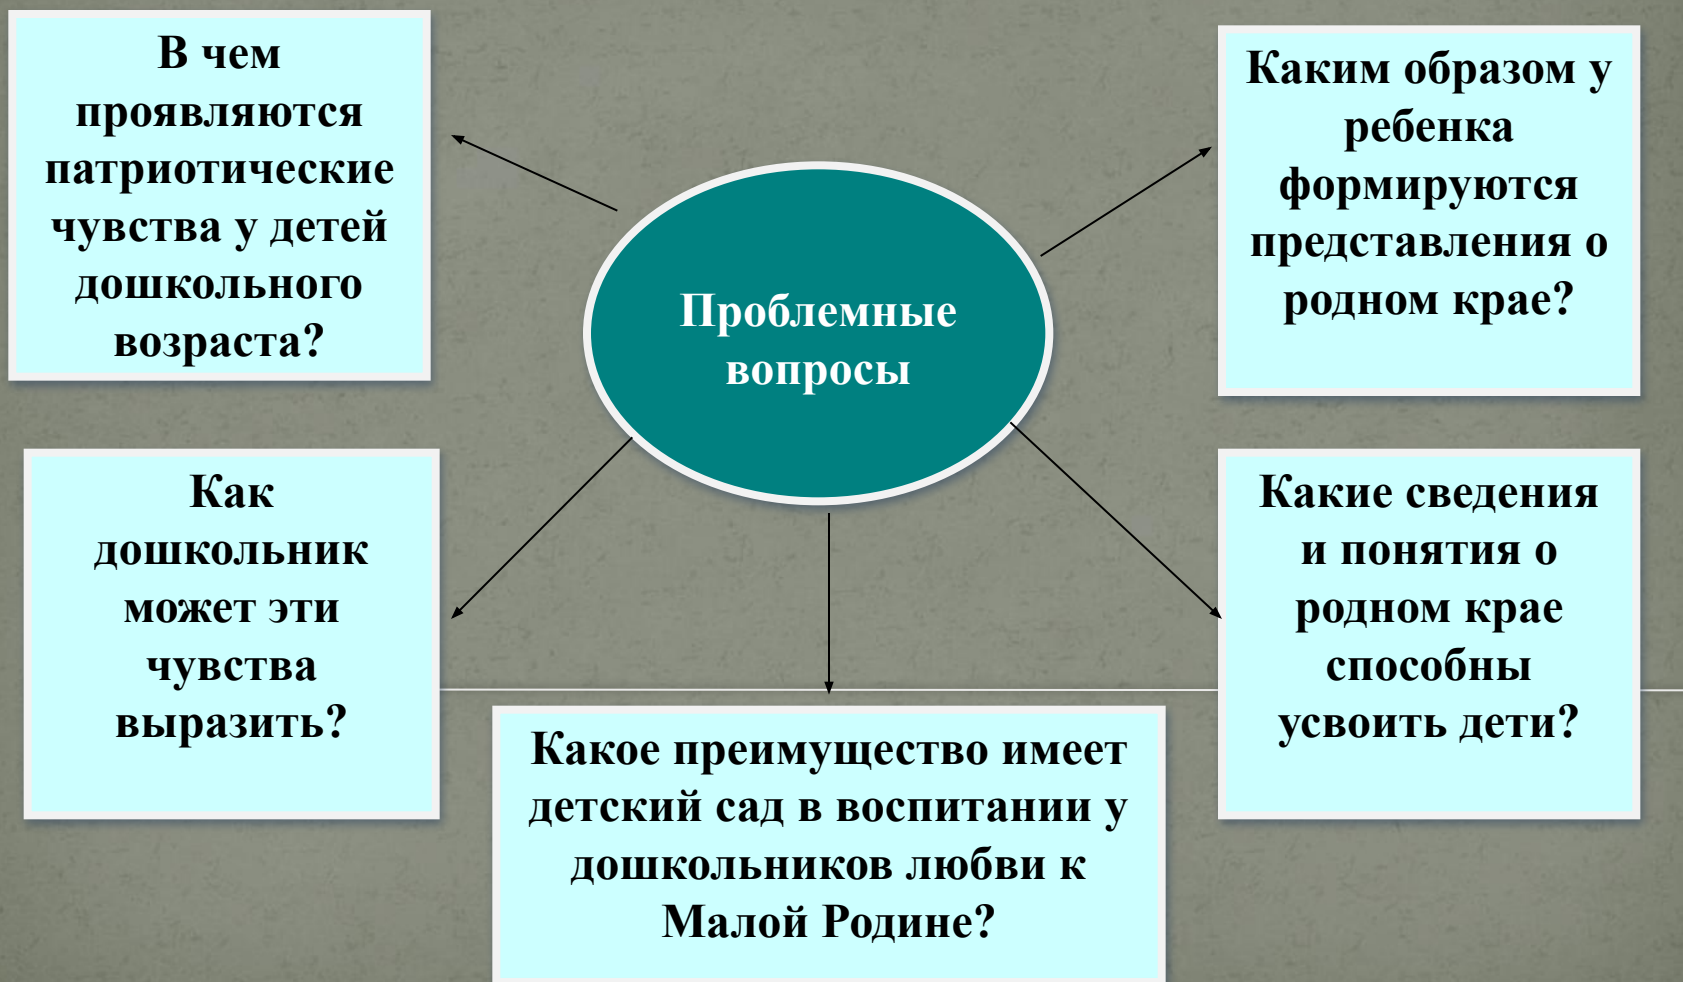 В чем
проявляются
патриотические
чувства у детей
дошкольного
возраста?
Каким образом у
ребенка
формируются
представления о
родном крае?
Проблемные
вопросы
Как
дошкольник
может эти
чувства
выразить?
Какие сведения
и понятия о
родном крае
способны
усвоить дети?
Какое преимущество имеет
детский сад в воспитании у
дошкольников любви к
Малой Родине?